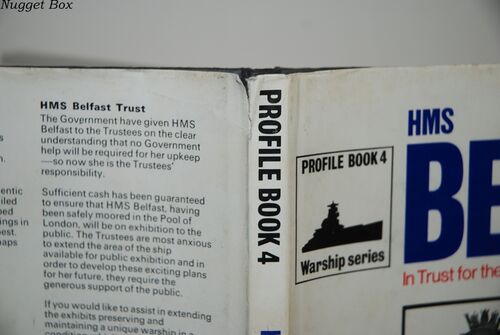 Nugget Box
HMS Belfast Trust
The Government have given HMS
Belfast to the Trustees on the clear
understanding that no Government
help will be required for her upkeep
—so now she is the Trustees'
responsibility.
Sufficient cash has been guaranteed
to ensure that HMS Belfast, having
been safely moored in the Pool of
London, will be on exhibition to the
public. The Trustees are most anxious
to extend the area of the ship
available for public exhibition and in
order to develop these exciting plans
for her future, they require the
generous support of the public.
If you would like to assist in extending
the exhibits preserving and
maintaining a unique warship in a
PROFILE BOOK 4
HMS
BE
PROFILE BOOK 4
Warship series
In Trust for the